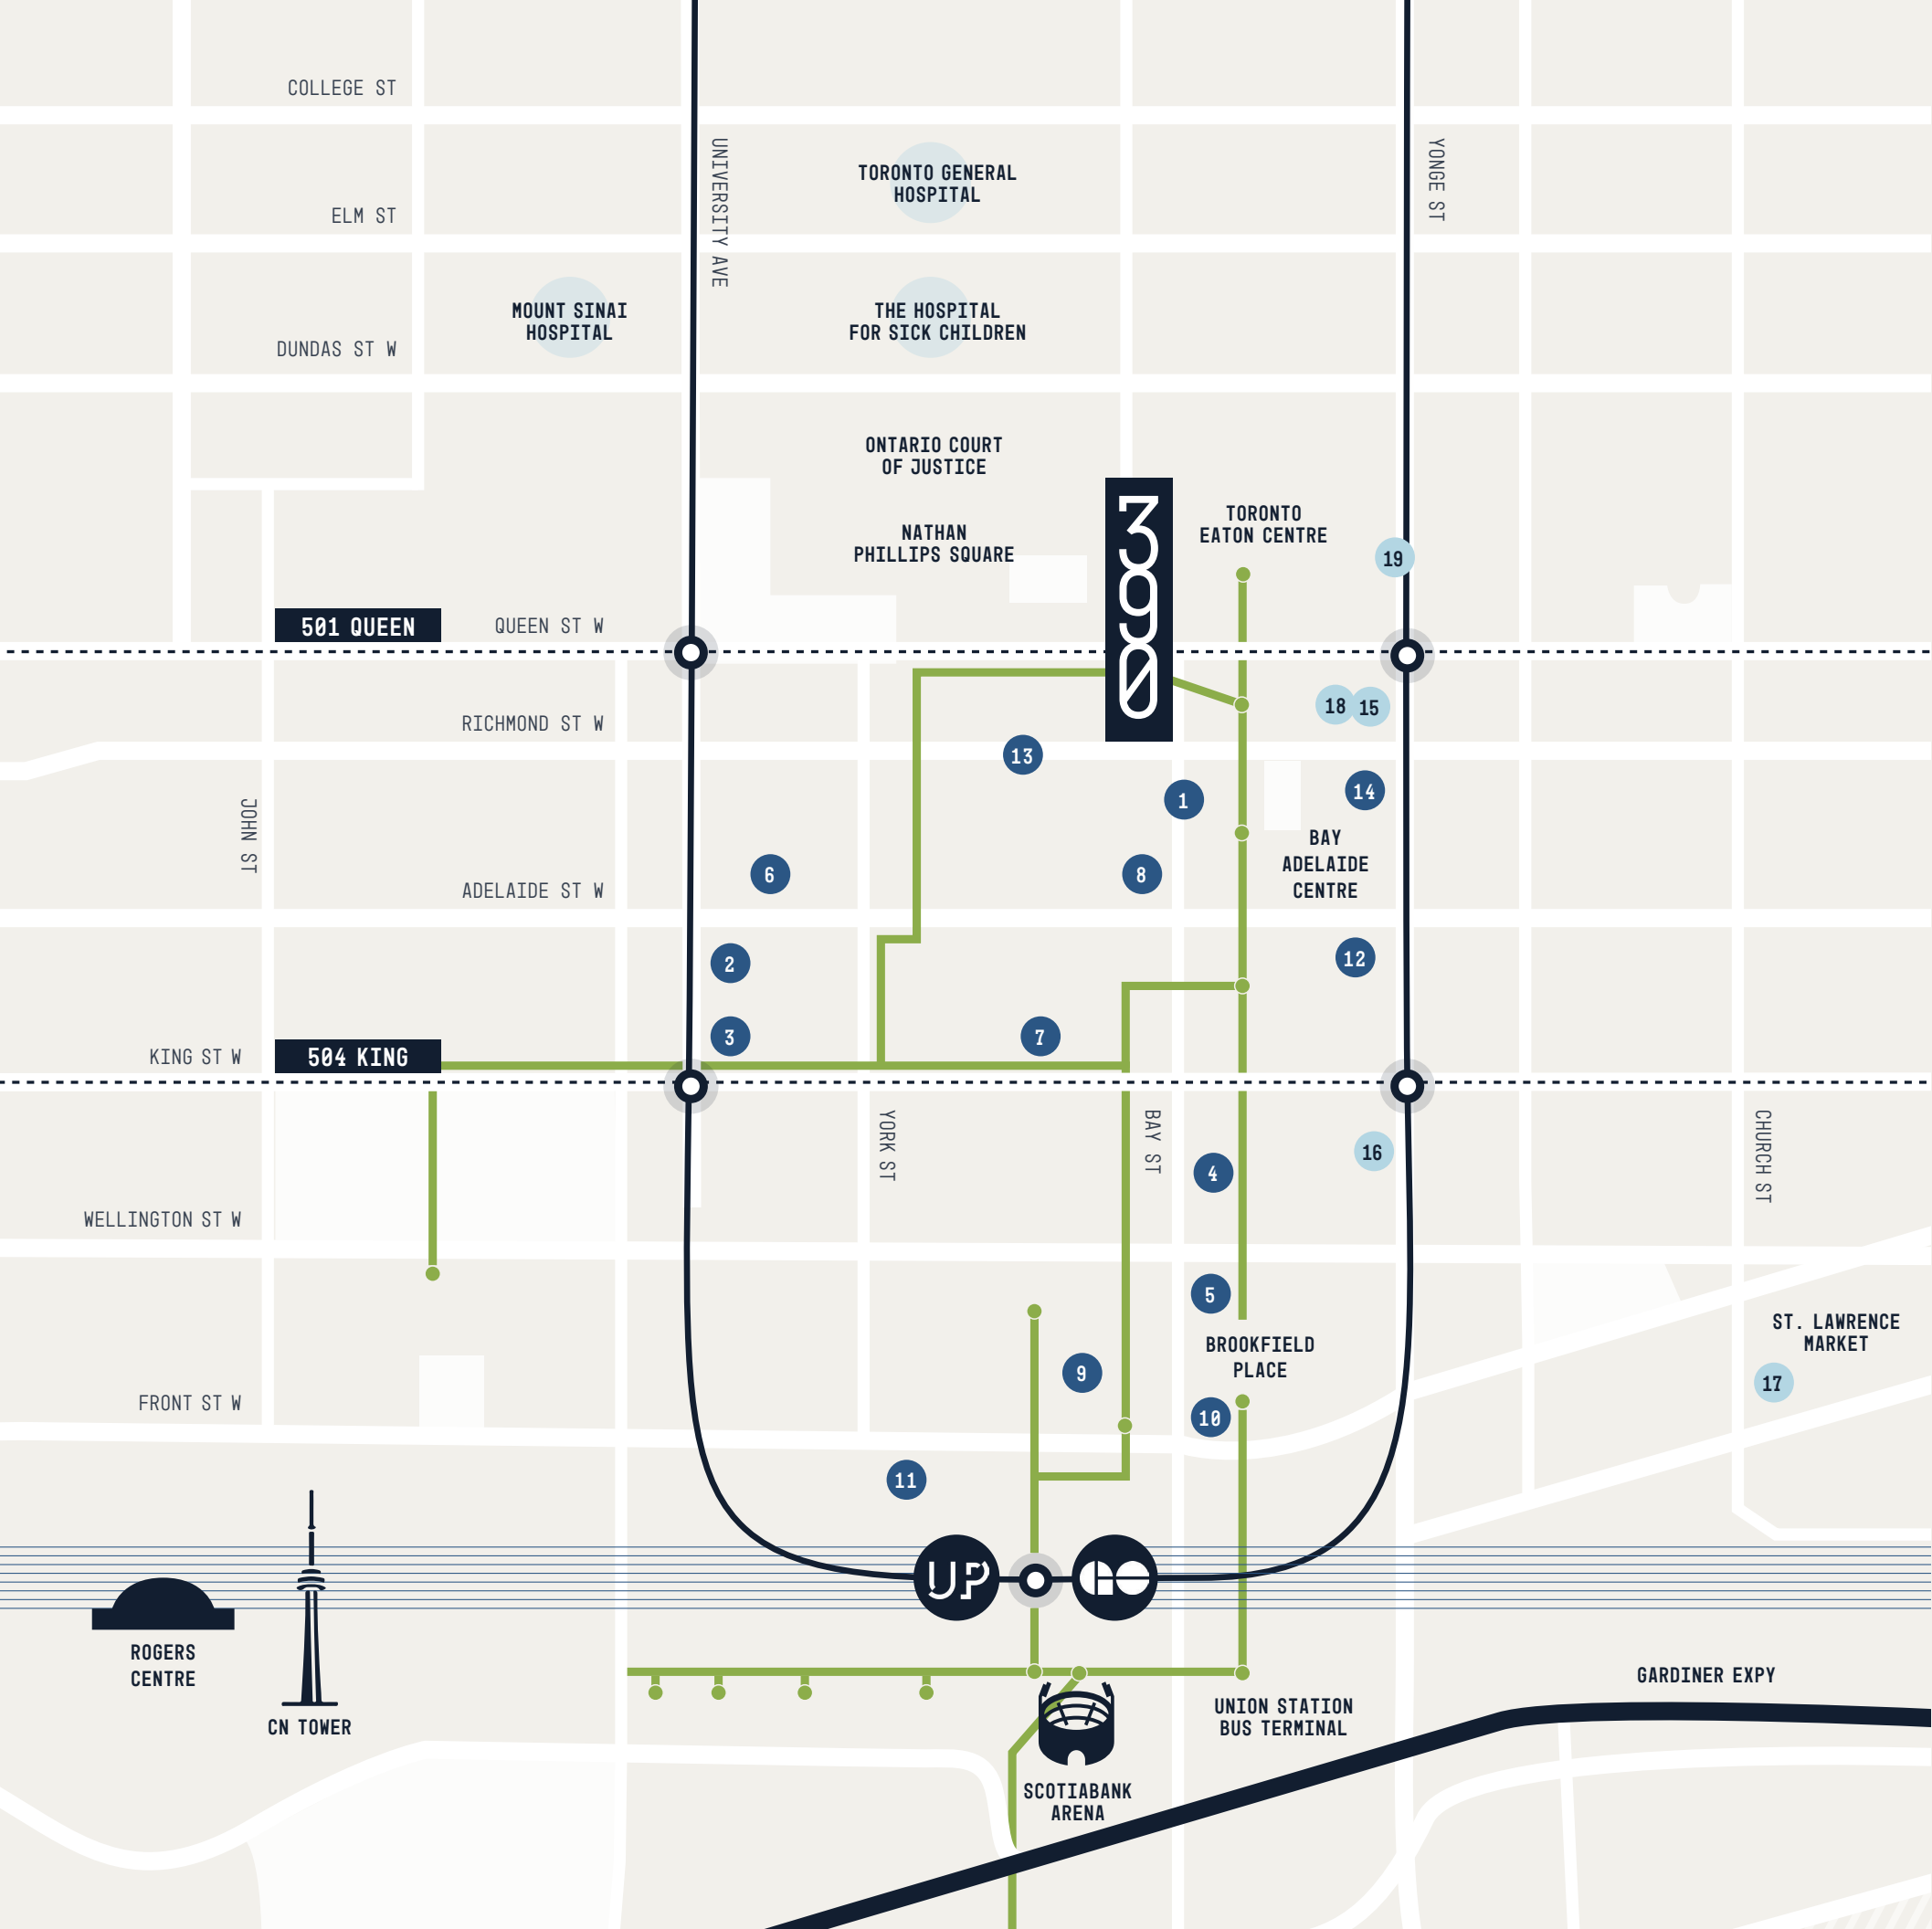 COLLEGE ST
UNIVERSITY AVE
YONGE ST
TORONTO GENERAL
HOSPITAL
ELM ST
MOUNT SINAI
HOSPITAL
THE HOSPITAL
FOR SICK CHILDREN
DUNDAS ST W
ONTARIO COURT
OF JUSTICE
390
TORONTO
EATON CENTRE
NATHAN
PHILLIPS SQUARE
19
501 QUEEN
QUEEN ST W
18
15
RICHMOND ST W
13
1
14
JOHN ST
BAY
ADELAIDE
CENTRE
6
8
ADELAIDE ST W
2
12
3
7
KING ST W
504 KING
YORK ST
BAY ST
CHURCH ST
16
4
WELLINGTON ST W
5
ST. LAWRENCE
MARKET
BROOKFIELD
PLACE
9
17
FRONT ST W
10
11
UP
GO
ROGERS
CENTRE
CN TOWER
UNION STATION
BUS TERMINAL
GARDINER EXPY
SCOTIABANK
ARENA